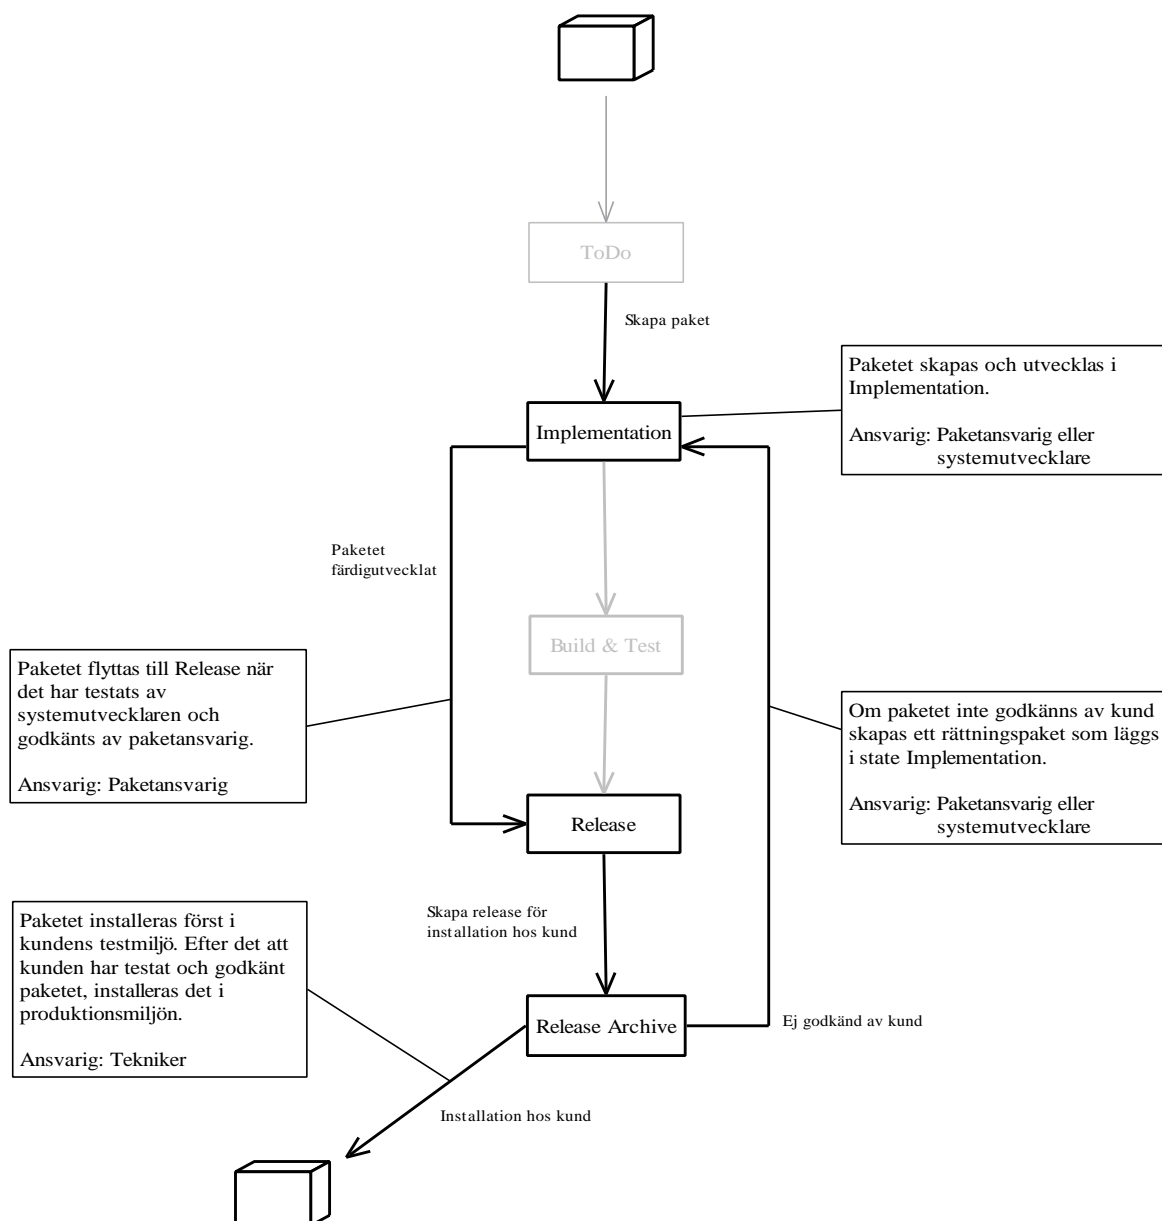 ToDo
Skapa paket
Paketet skapas och utvecklas i
Implementation.
Ansvarig: Paketansvarig eller
systemutvecklare
Implementation
Paketet
färdigutvecklat
Build & Test
Paketet flyttas till Release när
det har testats av
systemutvecklaren och
godkänts av paketansvarig.
Ansvarig: Paketansvarig
Om paketet inte godkänns av kund
skapas ett rättningspaket som läggs
i state Implementation.
Ansvarig: Paketansvarig eller
systemutvecklare
Release
Skapa release för
installation hos kund
Paketet installeras först i
kundens testmiljö. Efter det att
kunden har testat och godkänt
paketet, installeras det i
produktionsmiljön.
Ansvarig: Tekniker
Release Archive
Ej godkänd av kund
Installation hos kund